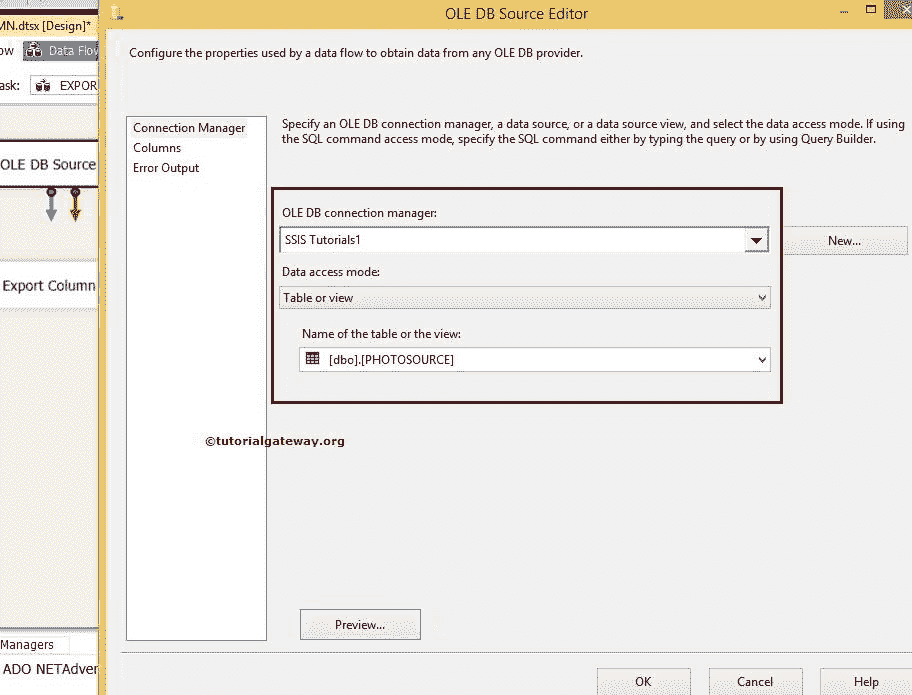 OLE DB Source Editor
MN.dtsx [Design]*
ow
Data Flow
ask:
EXPOR
OLE DB Source
Export Column
Managers
ADO NETAdver
Configure the properties used by a data flow to obtain data from any OLE DB provider.
Connection Manager
Columns
Error Output
Specify an OLE DB connection manager, a data source, or a data source view, and select the data access mode. If using
the SQL command access mode, specify the SQL command either by typing the query or by using Query Builder.
OLE DB connection manager:
SSIS Tutorials1
New...
Data access mode:
Table or view
Name of the table or the view:
[dbo].[PHOTOSOURCE]
©tutorialgateway.org
Preview...
OK
Cancel
Help